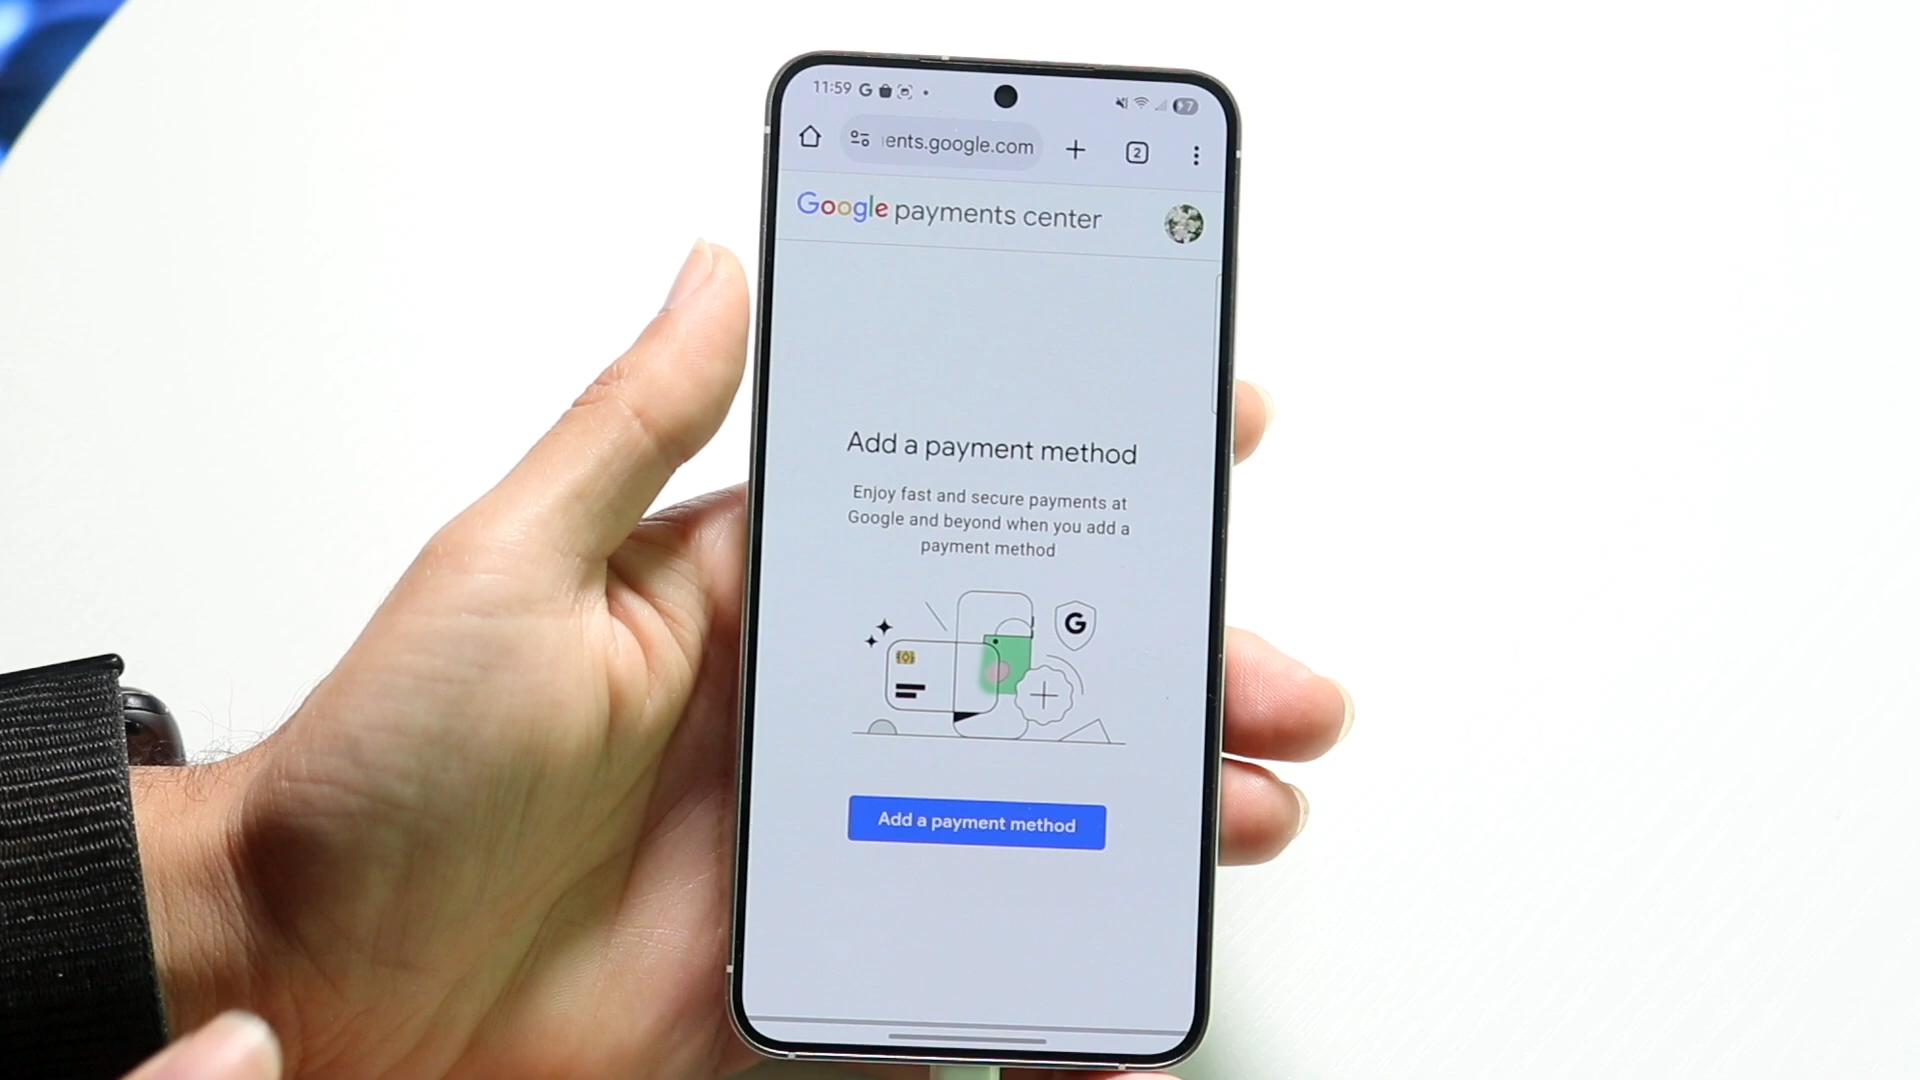 11:59 G 7
ents.google.com 2
Google payments center
Add a payment method
Enjoy fast and secure payments at
Google and beyond when you add a
payment method
G
Add a payment method